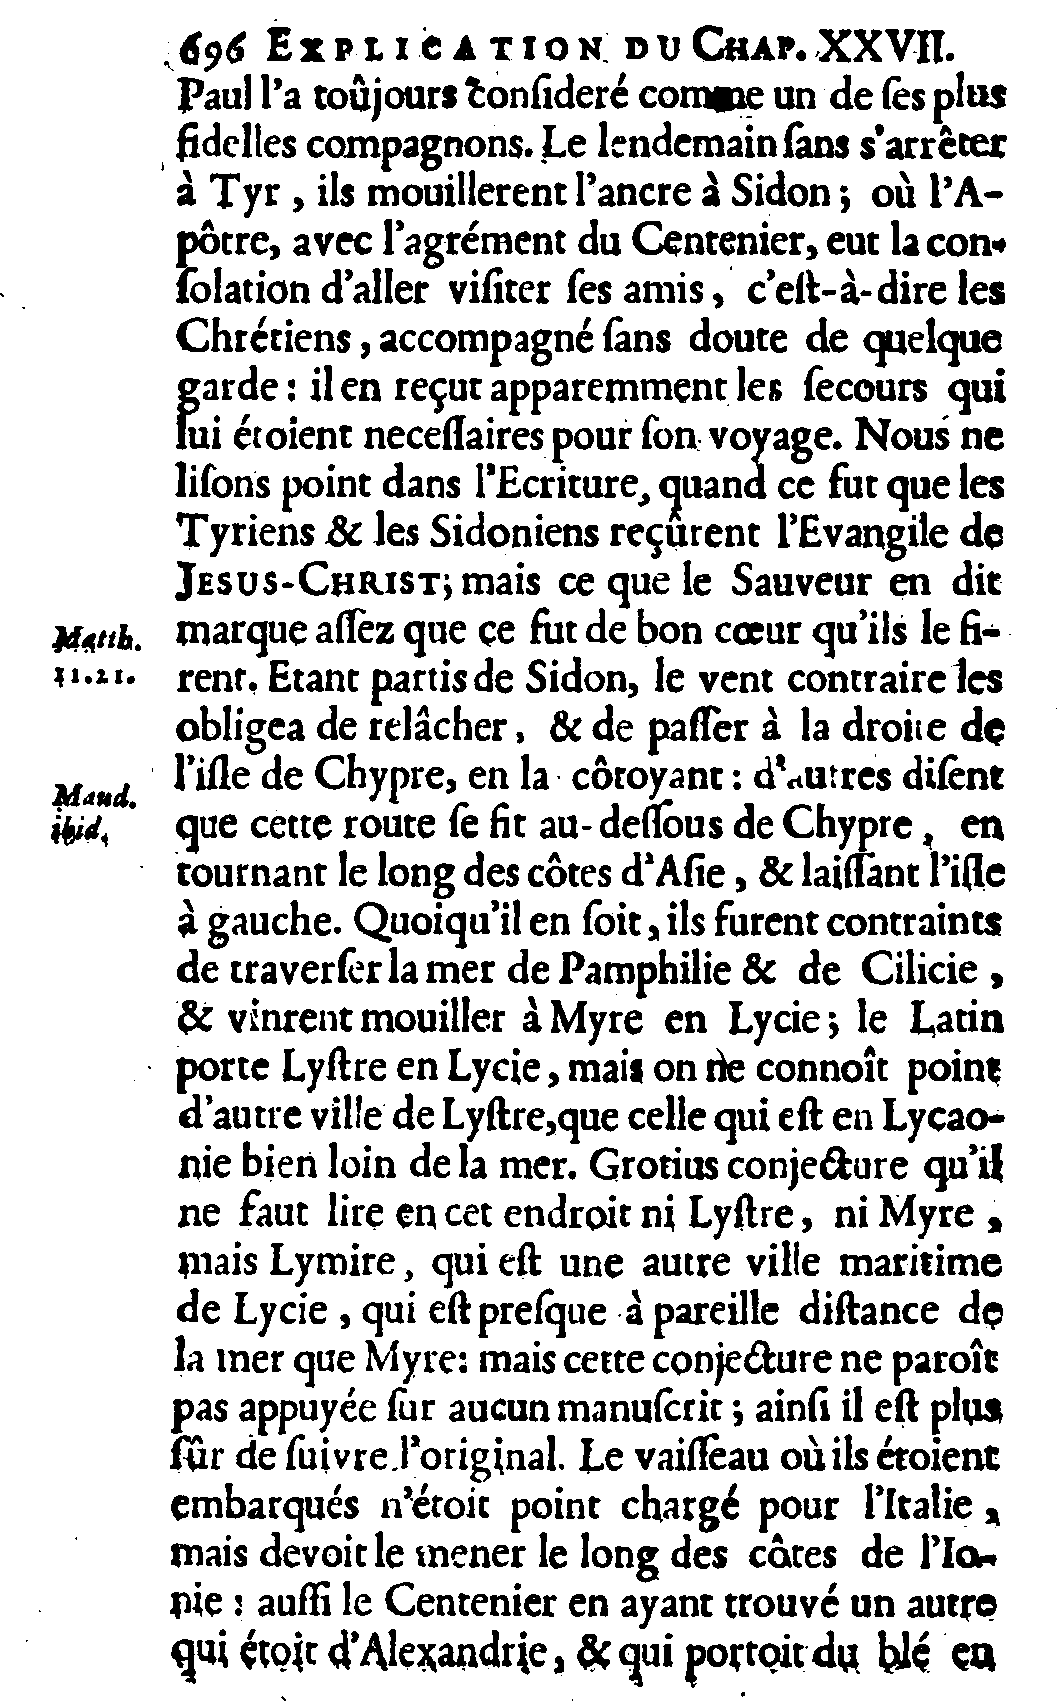 696 EXPLICATION DU CHAP. XXVII.
Paul l'a toûjours conſideré comme un de ſes plus
fidelles compagnons. Le lendemain ſans s'arrêter
à Tyr, ils mouillerent l'ancre à Sidon; où l'A-
pôtre, avec l'agrément du Centenier, eut la con-
ſolation d'aller viſiter ſes amis, c'eſt-à-dire les
Chrétiens, accompagné ſans doute de quelque
garde: il en reçut apparemment les ſecours qui
lui étoient neceſſaires pour ſon voyage. Nous ne
liſons point dans l'Ecriture, quand ce fut que les
Tyriens & les Sidoniens reçûrent l'Evangile de
JESUS-CHRIST; mais ce que le Sauveur en dit
Matth. marque aſſez que ce fut de bon cœur qu'ils le fi-
11.21. rent. Etant partis de Sidon, le vent contraire les
obligea de relâcher, & de paſſer à la droite de
l'iſle de Chypre, en la côtoyant: d'autres diſent
Maud. ibid. que cette route ſe fit au-deſſous de Chypre, en
tournant le long des côtes d'Aſie, & laiſſant l'iſle
à gauche. Quoiqu'il en ſoit, ils furent contraints
de traverſer la mer de Pamphilie & de Cilicie,
& vinrent mouiller à Myre en Lycie; le Latin
porte Lyſtre en Lycie, mais on ne connoît point
d'autre ville de Lyſtre, que celle qui eſt en Lycao-
nie bien loin de la mer. Grotius conjecture qu'il
ne faut lire en cet endroit ni Lyſtre, ni Myre,
mais Lymire, qui eſt une autre ville maritime
de Lycie, qui eſt preſque à pareille diſtance de
la mer que Myre: mais cette conjecture ne paroît
pas appuyée ſur aucun manuſcrit; ainſi il eſt plus
ſûr de ſuivre l'original. Le vaiſſeau où ils étoient
embarqués n'étoit point chargé pour l'Italie,
mais devoit le mener le long des côtes de l'Io-
nie: auſſi le Centenier en ayant trouvé un autre
qui étoit d'Alexandrie, & qui portoit du blé en